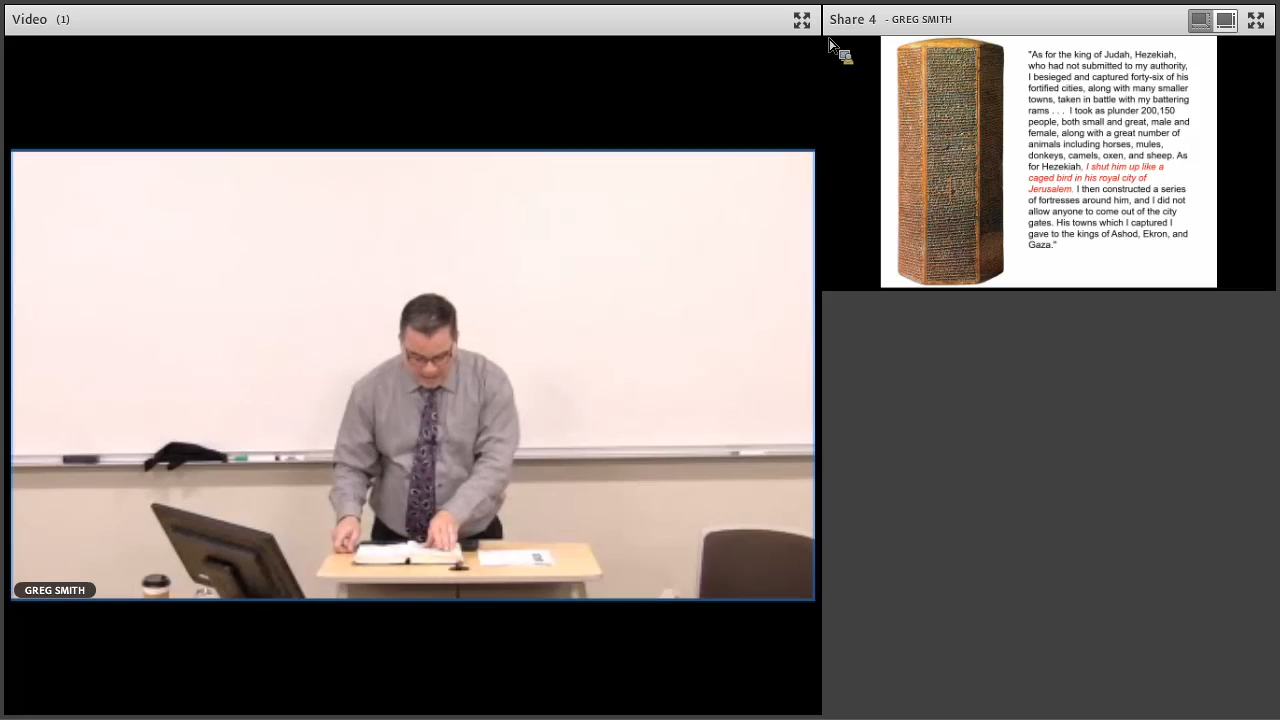 Video (1)
Share 4 - GREG SMITH
"As for the king of Judah, Hezekiah,
who had not submitted to my authority,
I besieged and captured forty-six of his
fortified cities, along with many smaller
towns, taken in battle with my battering
rams . . . I took as plunder 200,150
people, both small and great, male and
female, along with a great number of
animals including horses, mules,
donkeys, camels, oxen, and sheep. As
for Hezekiah, I shut him up like a
caged bird in his royal city of
Jerusalem. I then constructed a series
of fortresses around him, and I did not
allow anyone to come out of the city
gates. His towns which I captured I
gave to the kings of Ashod, Ekron, and
Gaza."
GREG SMITH